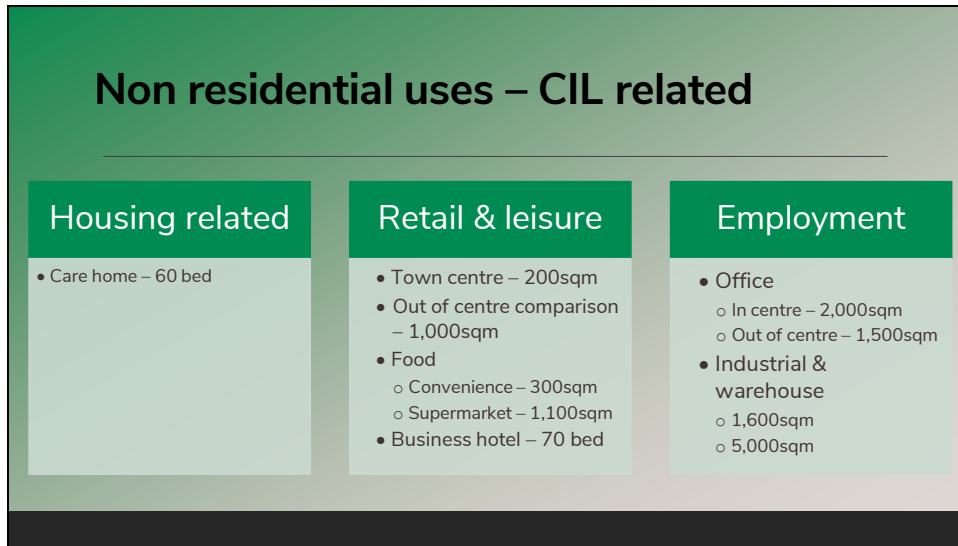 Non residential uses – CIL related
Housing related
• Care home – 60 bed
Retail & leisure
• Town centre – 200sqm
• Out of centre comparison
– 1,000sqm
• Food
o Convenience – 300sqm
o Supermarket – 1,100sqm
• Business hotel – 70 bed
Employment
• Office
o In centre – 2,000sqm
o Out of centre – 1,500sqm
• Industrial &
warehouse
o 1,600sqm
o 5,000sqm